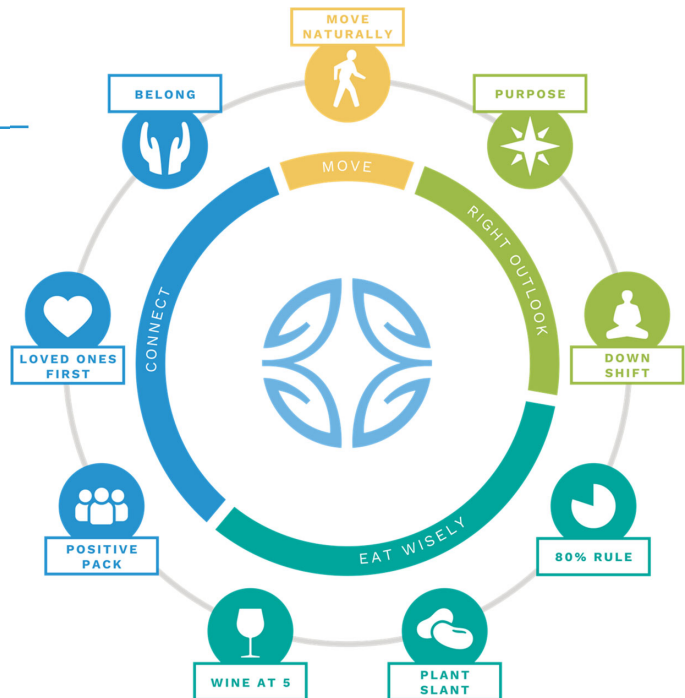 MOVE
NATURALLY
BELONG
PURPOSE
MOVE
RIGHT OUTLOOK
CONNECT
LOVED ONES
FIRST
DOWN
SHIFT
EAT WISELY
POSITIVE
PACK
80% RULE
WINE AT 5
PLANT
SLANT